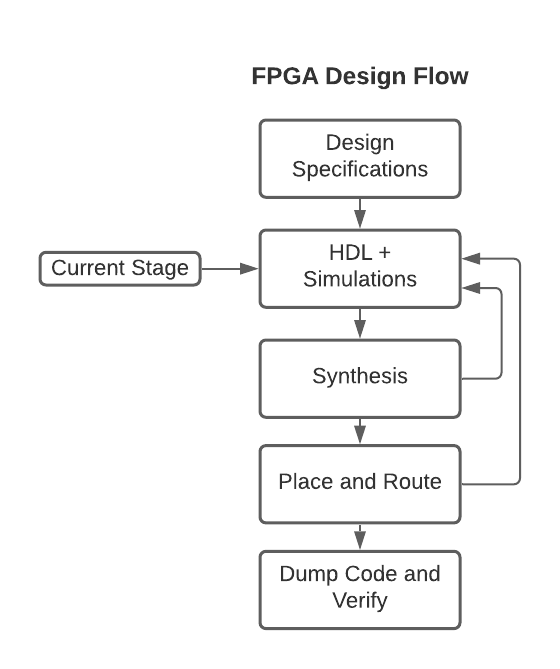 FPGA Design Flow
Design
Specifications
Current Stage
HDL +
Simulations
Synthesis
Place and Route
Dump Code and
Verify